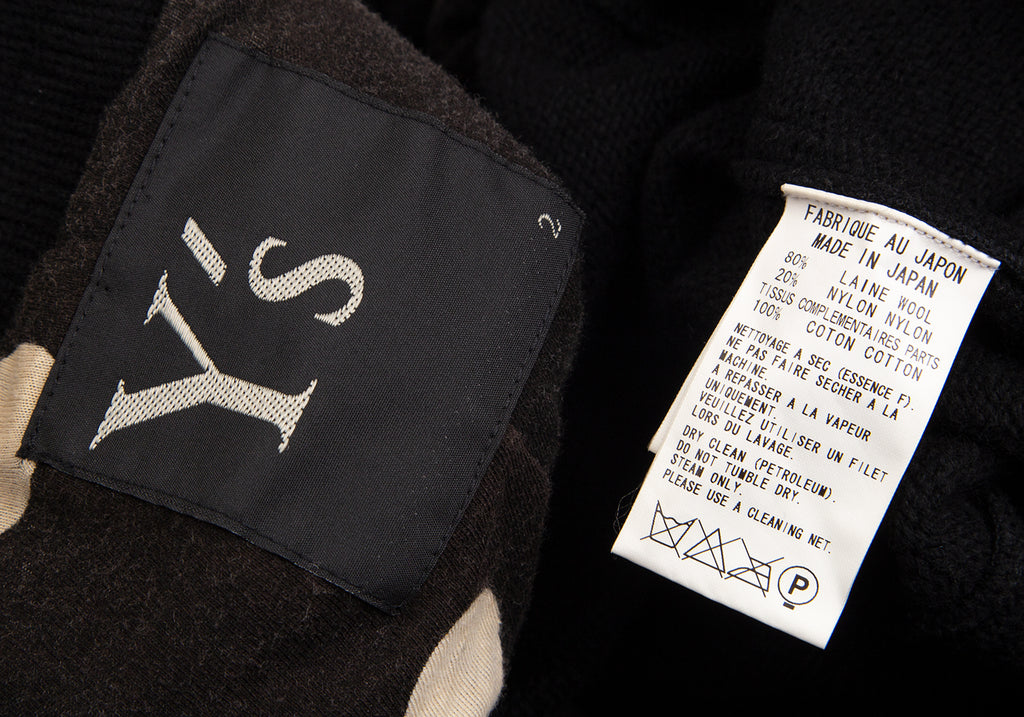 Y's
2
FABRIQUE AU JAPON
MADE IN JAPAN
80% LAINE WOOL
20% NYLON NYLON
TISSUS COMPLEMENTAIRES PARTS
100% COTON COTTON
NETTOYAGE A SEC (ESSENCE F).
NE PAS FAIRE SECHER A LA
MACHINE.
A REPASSER A LA VAPEUR
UNIQUEMENT.
VEUILLEZ UTILISER UN FILET
LORS DU LAVAGE.
DRY CLEAN (PETROLEUM).
DO NOT TUMBLE DRY.
STEAM ONLY.
PLEASE USE A CLEANING NET.
P